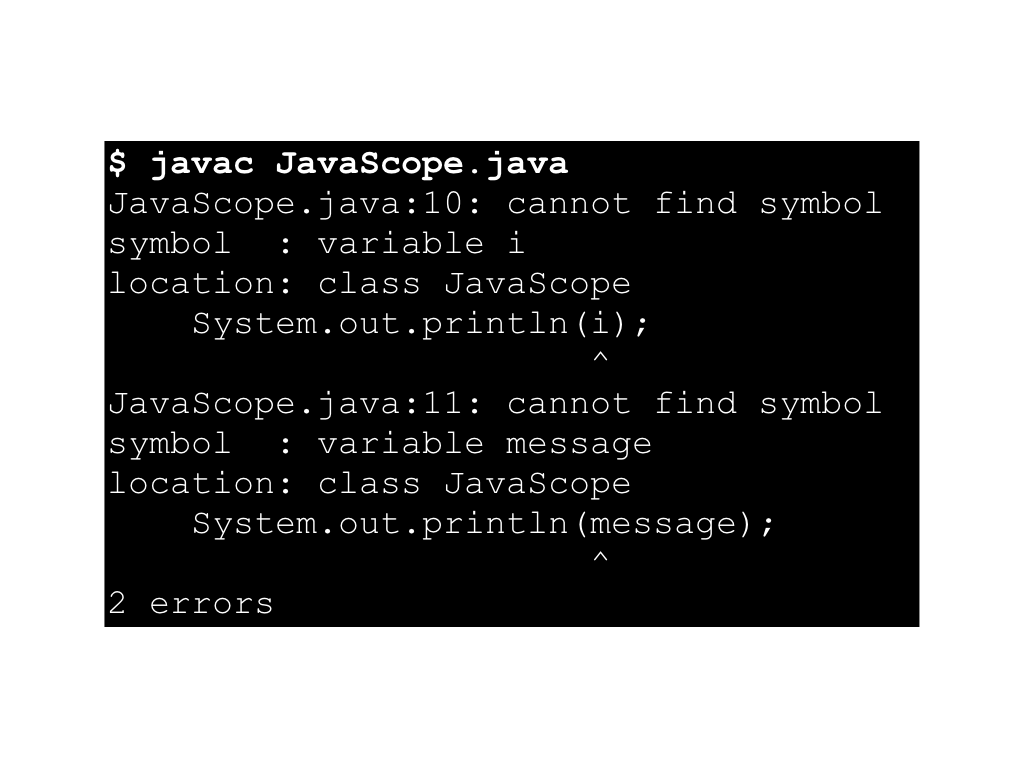 $ javac JavaScope.java
JavaScope.java:10: cannot find symbol
symbol  : variable i
location: class JavaScope
    System.out.println(i);
                       ^
JavaScope.java:11: cannot find symbol
symbol  : variable message
location: class JavaScope
    System.out.println(message);
                       ^
2 errors